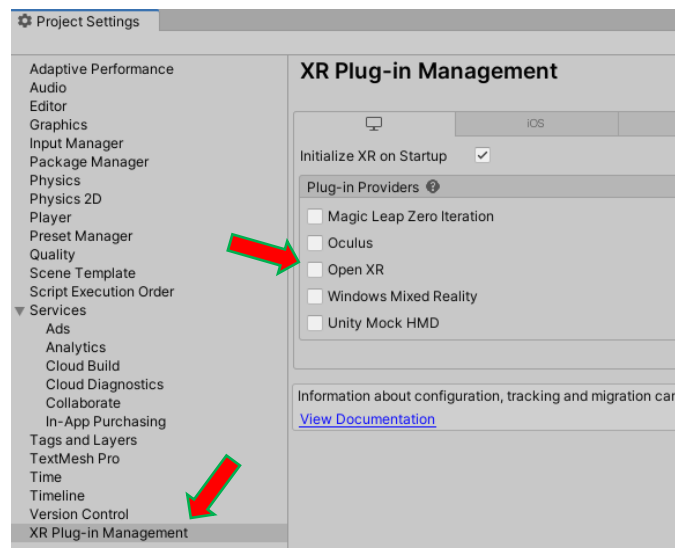 Project Settings
Adaptive Performance
Audio
Editor
Graphics
Input Manager
Package Manager
Physics
Physics 2D
Player
Preset Manager
Quality
Scene Template
Script Execution Order
Services
Ads
Analytics
Cloud Build
Cloud Diagnostics
Collaborate
In-App Purchasing
Tags and Layers
TextMesh Pro
Time
Timeline
Version Control
XR Plug-in Management
XR Plug-in Management
iOS
Initialize XR on Startup
Plug-in Providers
Magic Leap Zero Iteration
Oculus
Open XR
Windows Mixed Reality
Unity Mock HMD
Information about configuration, tracking and migration can
View Documentation